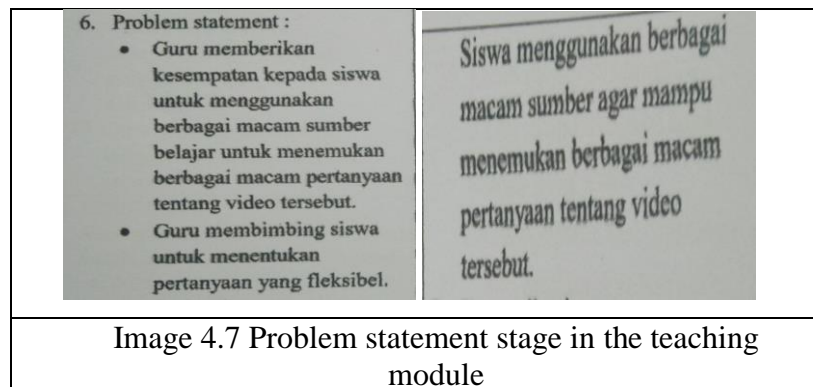 6. Problem statement :
• Guru memberikan
kesempatan kepada siswa
untuk menggunakan
berbagai macam sumber
belajar untuk menemukan
berbagai macam pertanyaan
tentang video tersebut.
• Guru membimbing siswa
untuk menentukan
pertanyaan yang fleksibel.
Siswa menggunakan berbagai
macam sumber agar mampu
menemukan berbagai macam
pertanyaan tentang video
tersebut.
Image 4.7 Problem statement stage in the teaching
module